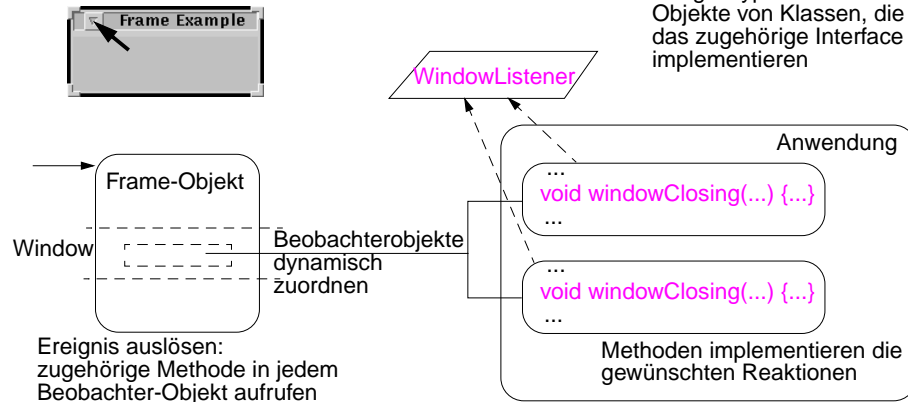 Frame Example
Objekte von Klassen, die
das zugehörige Interface
implementieren
WindowListener
Anwendung
Frame-Objekt
...
void windowClosing(...) {...}
...
Window
Beobachterobjekte
dynamisch
zuordnen
...
void windowClosing(...) {...}
...
Ereignis auslösen:
zugehörige Methode in jedem
Beobachter-Objekt aufrufen
Methoden implementieren die
gewünschten Reaktionen